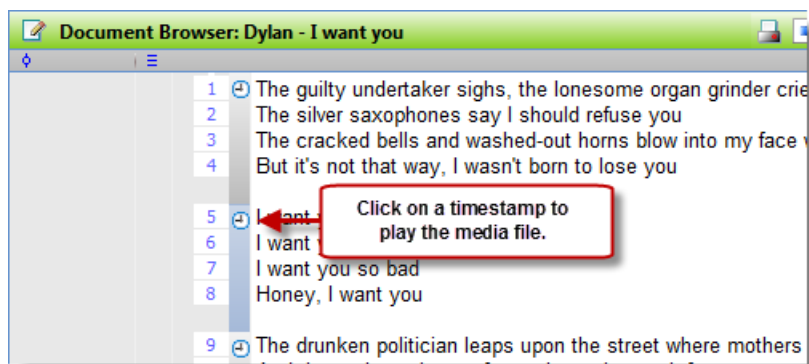 Document Browser: Dylan - I want you
1 The guilty undertaker sighs, the lonesome organ grinder crie
2 The silver saxophones say I should refuse you
3 The cracked bells and washed-out horns blow into my face
4 But it's not that way, I wasn't born to lose you
Click on a timestamp to
play the media file.
5 I want
6 I want
7 I want you so bad
8 Honey, I want you
9 The drunken politician leaps upon the street where mothers